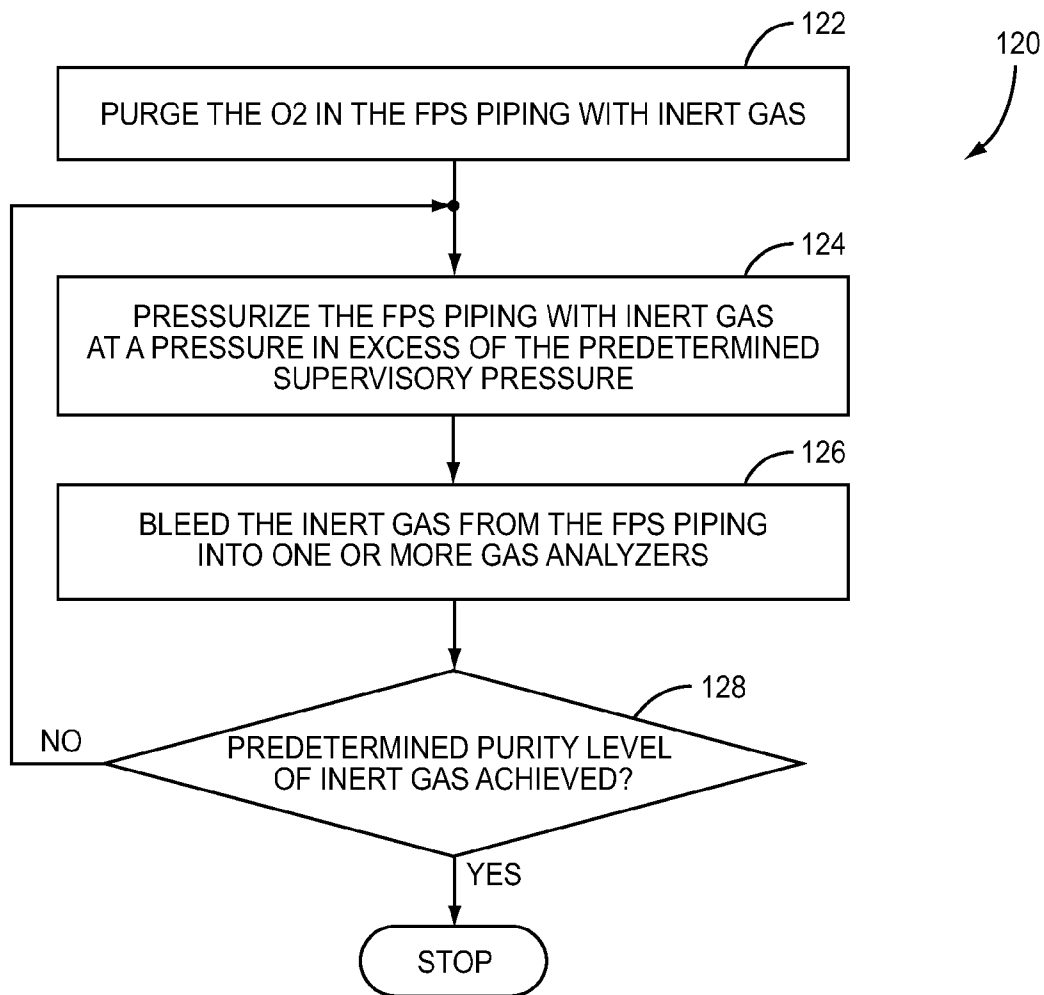 122
120
PURGE THE O2 IN THE FPS PIPING WITH INERT GAS
124
PRESSURIZE THE FPS PIPING WITH INERT GAS
AT A PRESSURE IN EXCESS OF THE PREDETERMINED
SUPERVISORY PRESSURE
126
BLEED THE INERT GAS FROM THE FPS PIPING
INTO ONE OR MORE GAS ANALYZERS
128
NO
PREDETERMINED PURITY LEVEL
OF INERT GAS ACHIEVED?
YES
STOP